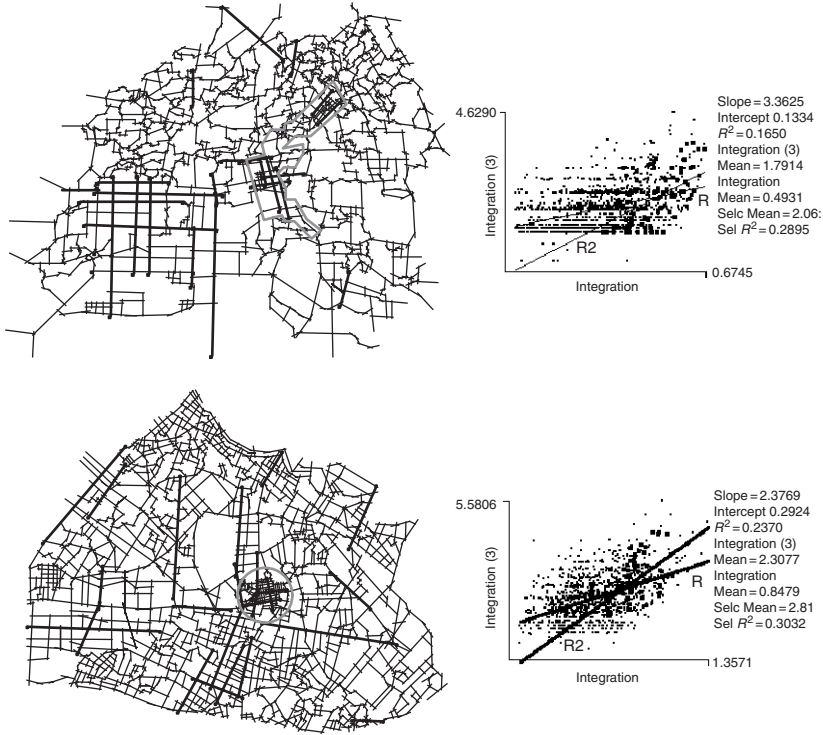 4.6290
Integration (3)
R
R2
Integration
0.6745
Slope = 3.3625
Intercept 0.1334
R² = 0.1650
Integration (3)
Mean = 1.7914
Integration
Mean = 0.4931
Selc Mean = 2.06:
Sel R² = 0.2895
5.5806
Integration (3)
R
R2.
Integration
1.3571
Slope = 2.3769
Intercept 0.2924
R² = 0.2370
Integration (3)
Mean = 2.3077
Integration
Mean = 0.8479
Selc Mean = 2.81
Sel R² = 0.3032